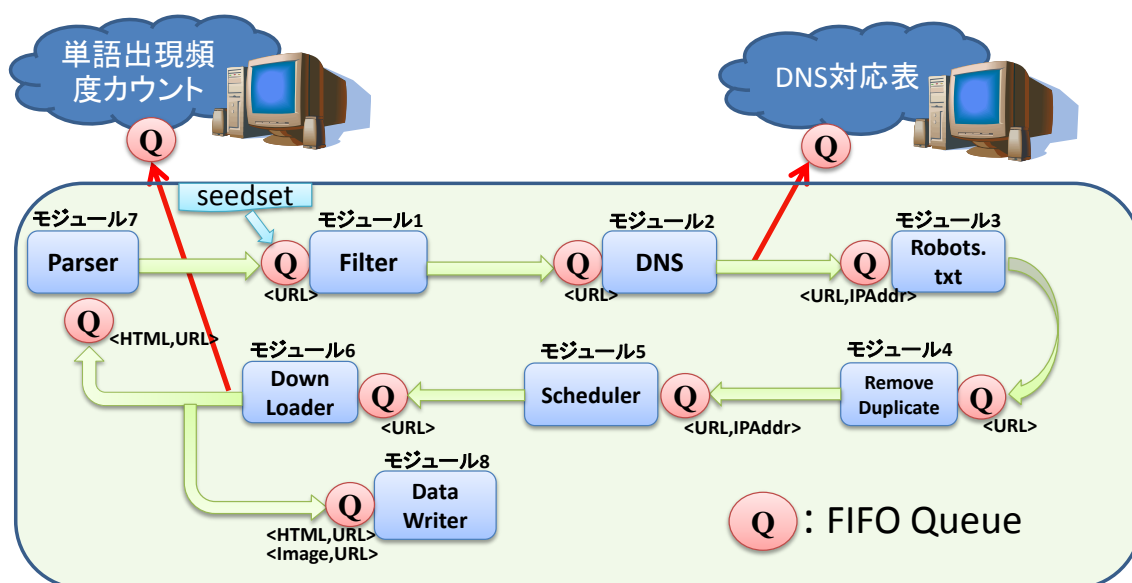 単語出現頻
度カウント
Q
DNS対応表
Q
seedset
モジュール7
Parser
モジュール1
Q
Filter
<URL>
モジュール2
Q
DNS
<URL>
モジュール3
Q
Robots.
txt
<URL,IPAddr>
Q
<HTML,URL>
モジュール6
Down
Loader
Q
<URL>
モジュール5
Scheduler
Q
<URL,IPAddr>
モジュール4
Remove
Duplicate
Q
<URL>
モジュール8
Q
Data
Writer
<HTML,URL>
<Image,URL>
Q : FIFO Queue